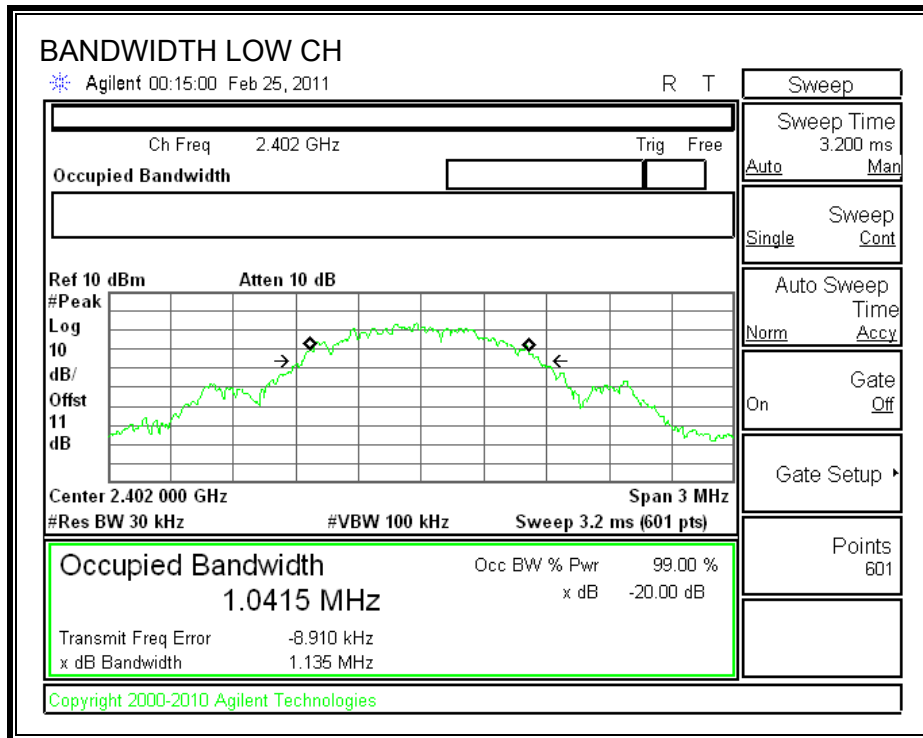 BANDWIDTH LOW CH
Agilent 00:15:00 Feb 25, 2011 R T
Ch Freq 2.402 GHz Trig Free
Occupied Bandwidth
Ref 10 dBm Atten 10 dB
#Peak
Log
10
dB/
Offst
11
dB
Center 2.402 000 GHz Span 3 MHz
#Res BW 30 kHz #VBW 100 kHz Sweep 3.2 ms (601 pts)
Occupied Bandwidth
1.0415 MHz
Occ BW % Pwr 99.00 %
x dB -20.00 dB
Transmit Freq Error -8.910 kHz
x dB Bandwidth 1.135 MHz
Copyright 2000-2010 Agilent Technologies
Sweep
Sweep Time
3.200 ms
Auto Man
Sweep
Single Cont
Auto Sweep
Time
Norm Accy
Gate
On Off
Gate Setup
Points
601